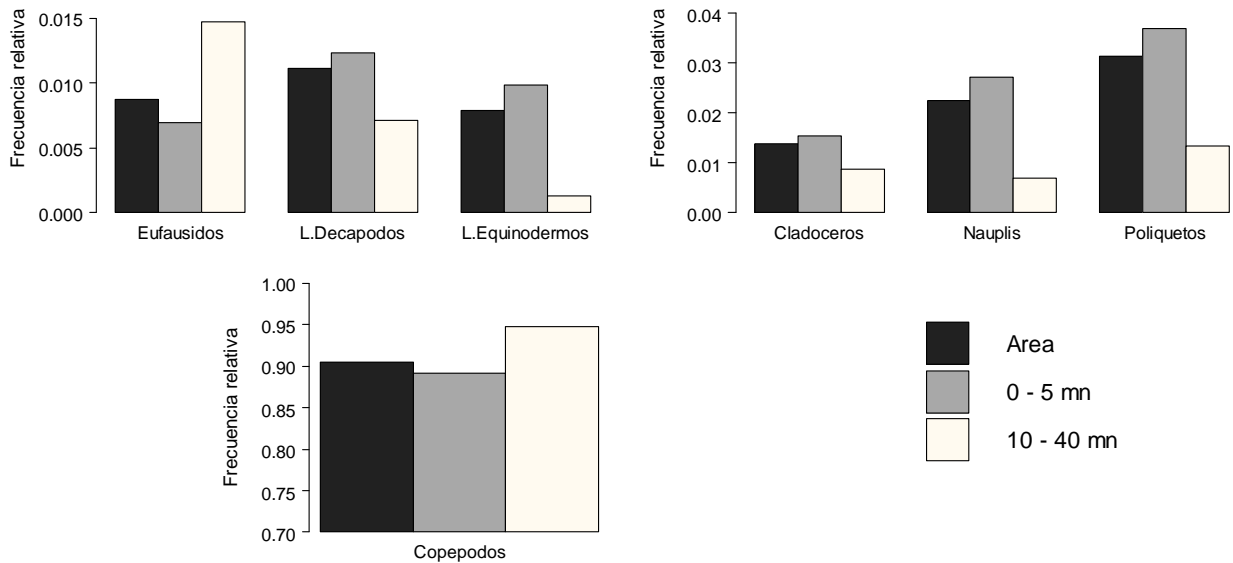 Frecuencia relativa
0.015
0.010
0.005
0.000
Eufausidos L.Decapodos L.Equinodermos
Frecuencia relativa
0.04
0.03
0.02
0.01
0.00
Cladoceros Nauplis Poliquetos
Frecuencia relativa
1.00
0.95
0.90
0.85
0.80
0.75
0.70
Copepodos
Area
0 - 5 mn
10 - 40 mn